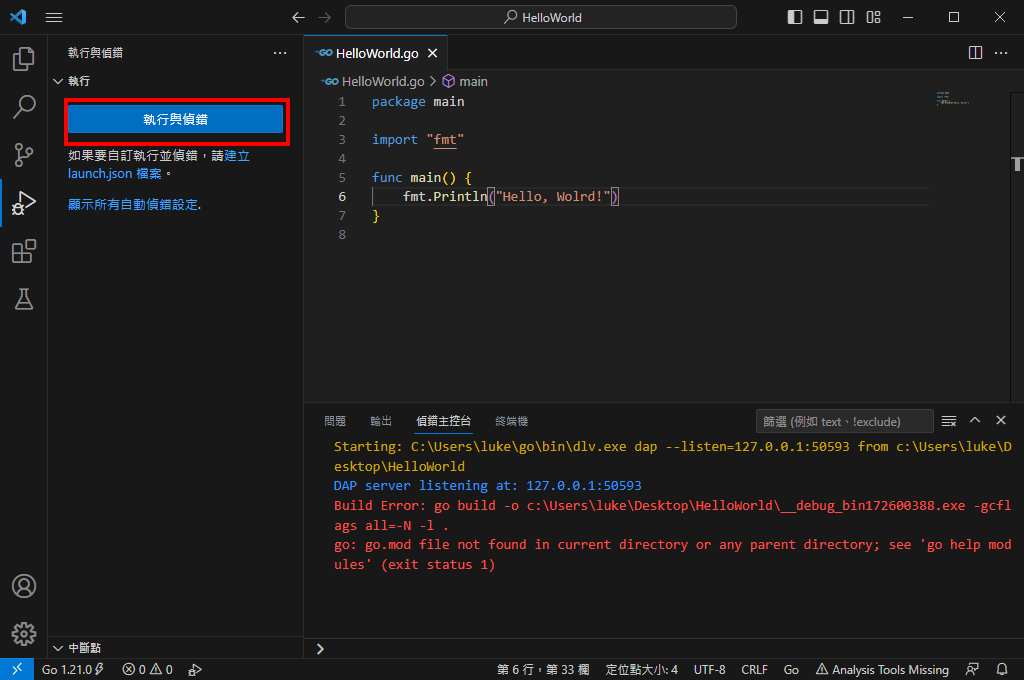 HelloWorld
執行與偵錯
執行
執行與偵錯
如果要自訂執行並偵錯，請建立
launch.json 檔案。
顯示所有自動偵錯設定.
中斷點
HelloWorld.go
HelloWorld.go > main
1 package main
2
3 import "fmt"
4
5 func main() {
6 fmt.Println("Hello, Wolrd!")
7 }
8
問題 輸出 偵錯主控台 終端機
篩選 (例如 text、!exclude)
Starting: C:\Users\luke\go\bin\dlv.exe dap --listen=127.0.0.1:50593 from c:\Users\luke\D
esktop\HelloWorld
DAP server listening at: 127.0.0.1:50593
Build Error: go build -o c:\Users\luke\Desktop\HelloWorld\__debug_bin172600388.exe -gcfl
ags all=-N -l .
go: go.mod file not found in current directory or any parent directory; see 'go help mod
ules' (exit status 1)
Go 1.21.0 0 0 第 6 行，第 33 欄 定位點大小: 4 UTF-8 CRLF Go Analysis Tools Missing